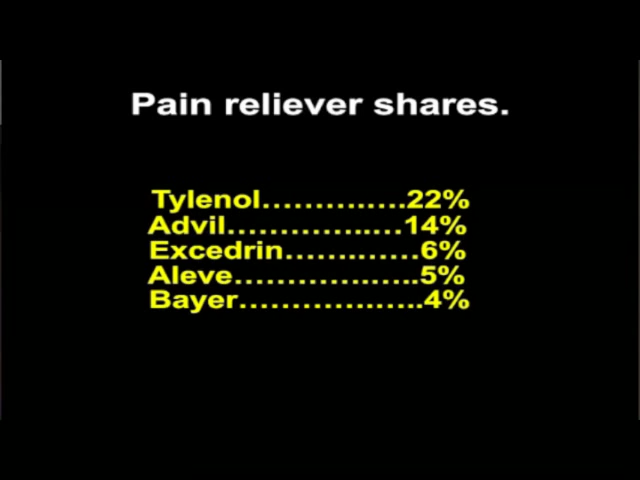 Pain reliever shares.
Tylenol……….….22%
Advil…………..…14%
Excedrin…….……6%
Aleve………….…..5%
Bayer………….…..4%